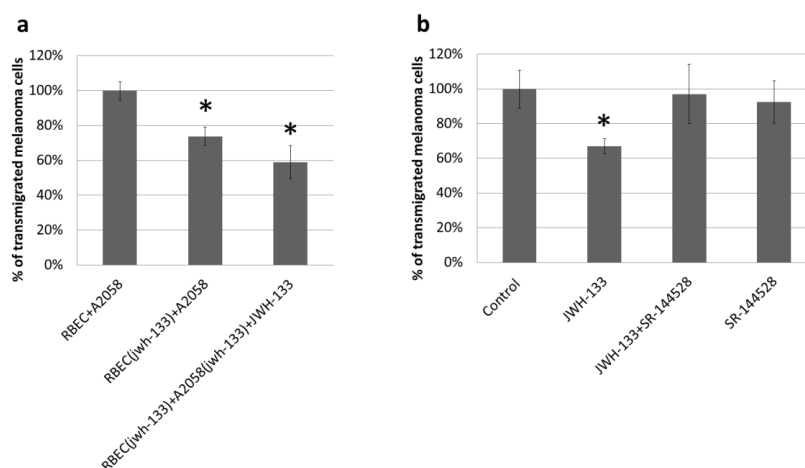 a
% of transmigrated melanoma cells
120%
100%
80%
60%
40%
20%
0%
*
*
RBEC+A2058
RBEC(jwh-133)+A2058
RBEC(jwh-133)+A2058(jwh-133)+JWH-133
b
% of transmigrated melanoma cells
120%
100%
80%
60%
40%
20%
0%
*
Control
JWH-133
JWH-133+SR-144528
SR-144528